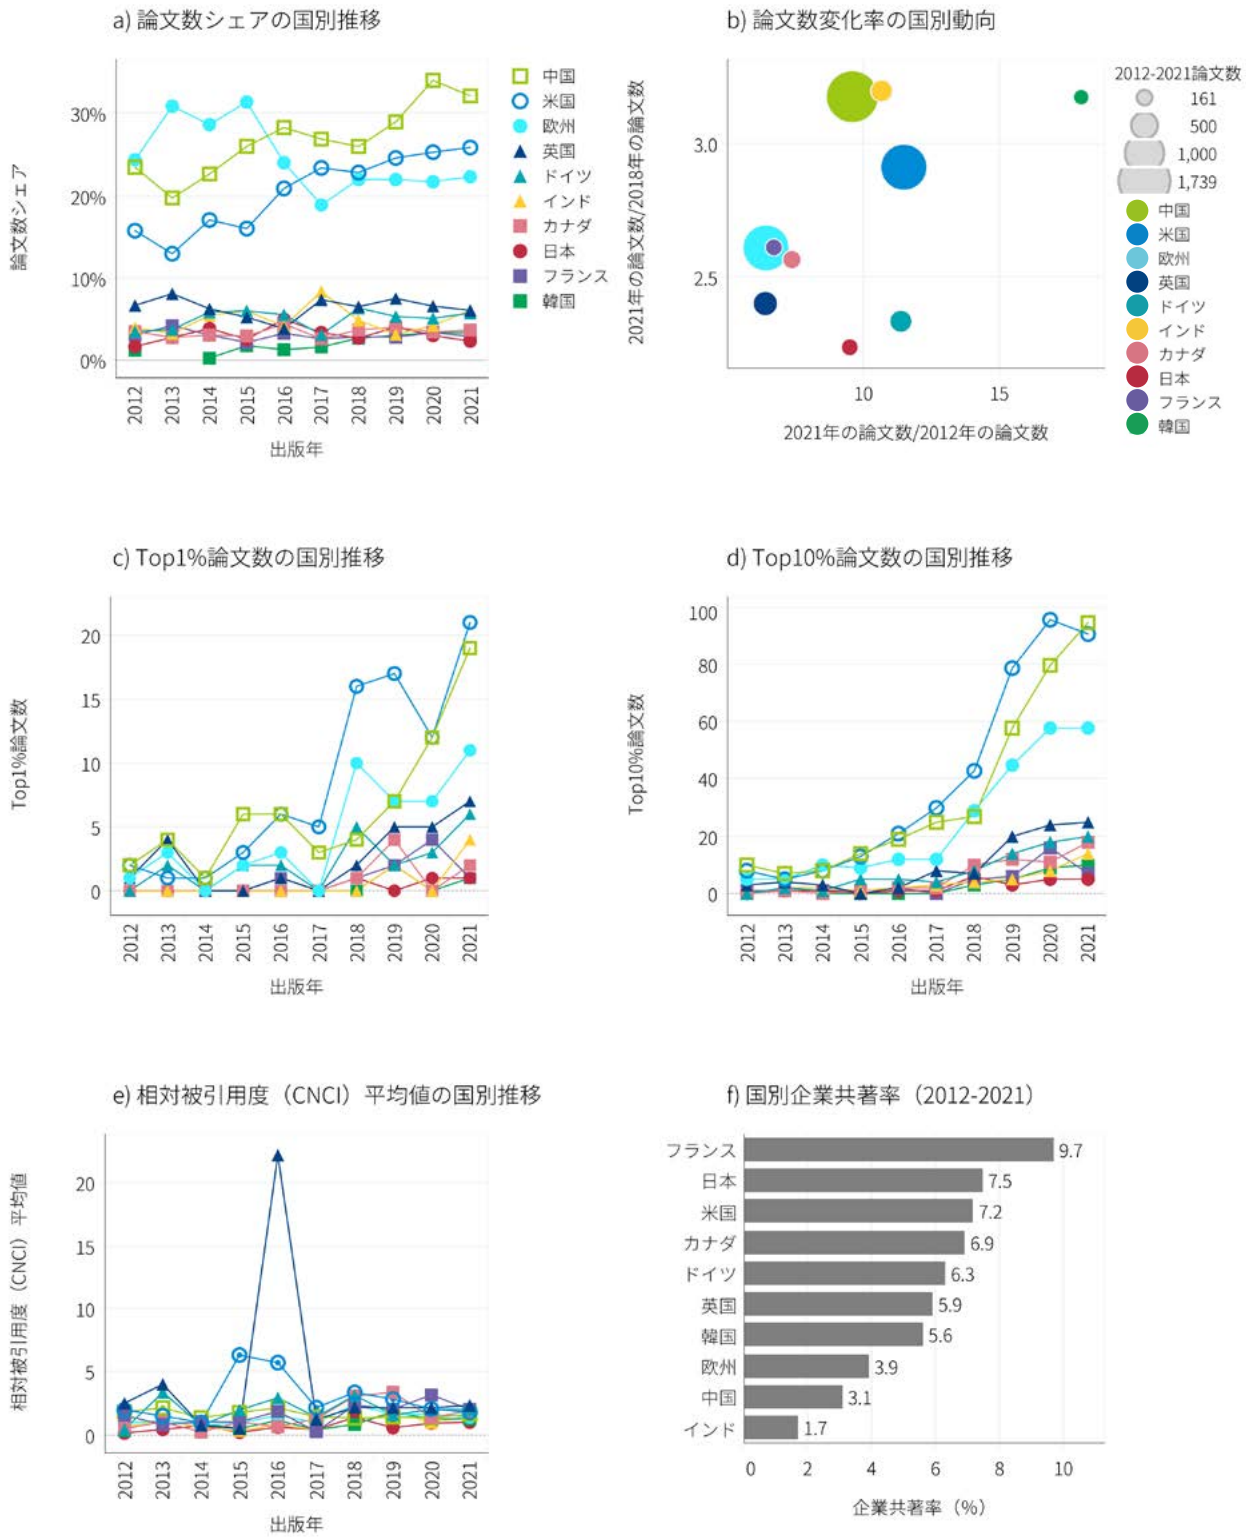 a) 論文数シェアの国別推移
論文数シェア
30%
20%
10%
0%
2012
2013
2014
2015
2016
2017
2018
2019
2020
2021
出版年
中国
米国
欧州
英国
ドイツ
インド
カナダ
日本
フランス
韓国
b) 論文数変化率の国別動向
2021年の論文数/2018年の論文数
3.0
2.5
10
15
2021年の論文数/2012年の論文数
2012-2021論文数
161
500
1,000
1,739
中国
米国
欧州
英国
ドイツ
インド
カナダ
日本
フランス
韓国
c) Top1%論文数の国別推移
Top1%論文数
20
15
10
5
0
2012
2013
2014
2015
2016
2017
2018
2019
2020
2021
出版年
d) Top10%論文数の国別推移
Top10%論文数
100
80
60
40
20
0
2012
2013
2014
2015
2016
2017
2018
2019
2020
2021
出版年
e) 相対被引用度（CNCI）平均値の国別推移
相対被引用度（CNCI）平均値
20
15
10
5
0
2012
2013
2014
2015
2016
2017
2018
2019
2020
2021
出版年
f) 国別企業共著率（2012-2021）
フランス 9.7
日本 7.5
米国 7.2
カナダ 6.9
ドイツ 6.3
英国 5.9
韓国 5.6
欧州 3.9
中国 3.1
インド 1.7
0 2 4 6 8 10
企業共著率（%）